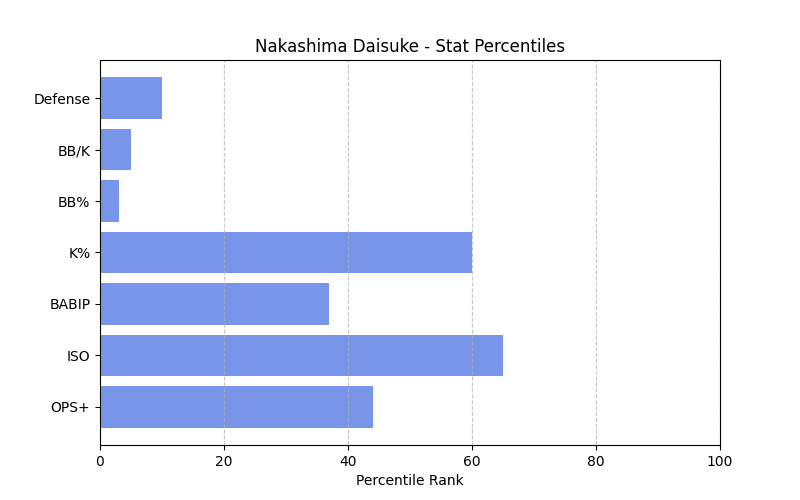 Nakashima Daisuke - Stat Percentiles
Defense
BB/K
BB%
K%
BABIP
ISO
OPS+
0 20 40 60 80 100
Percentile Rank